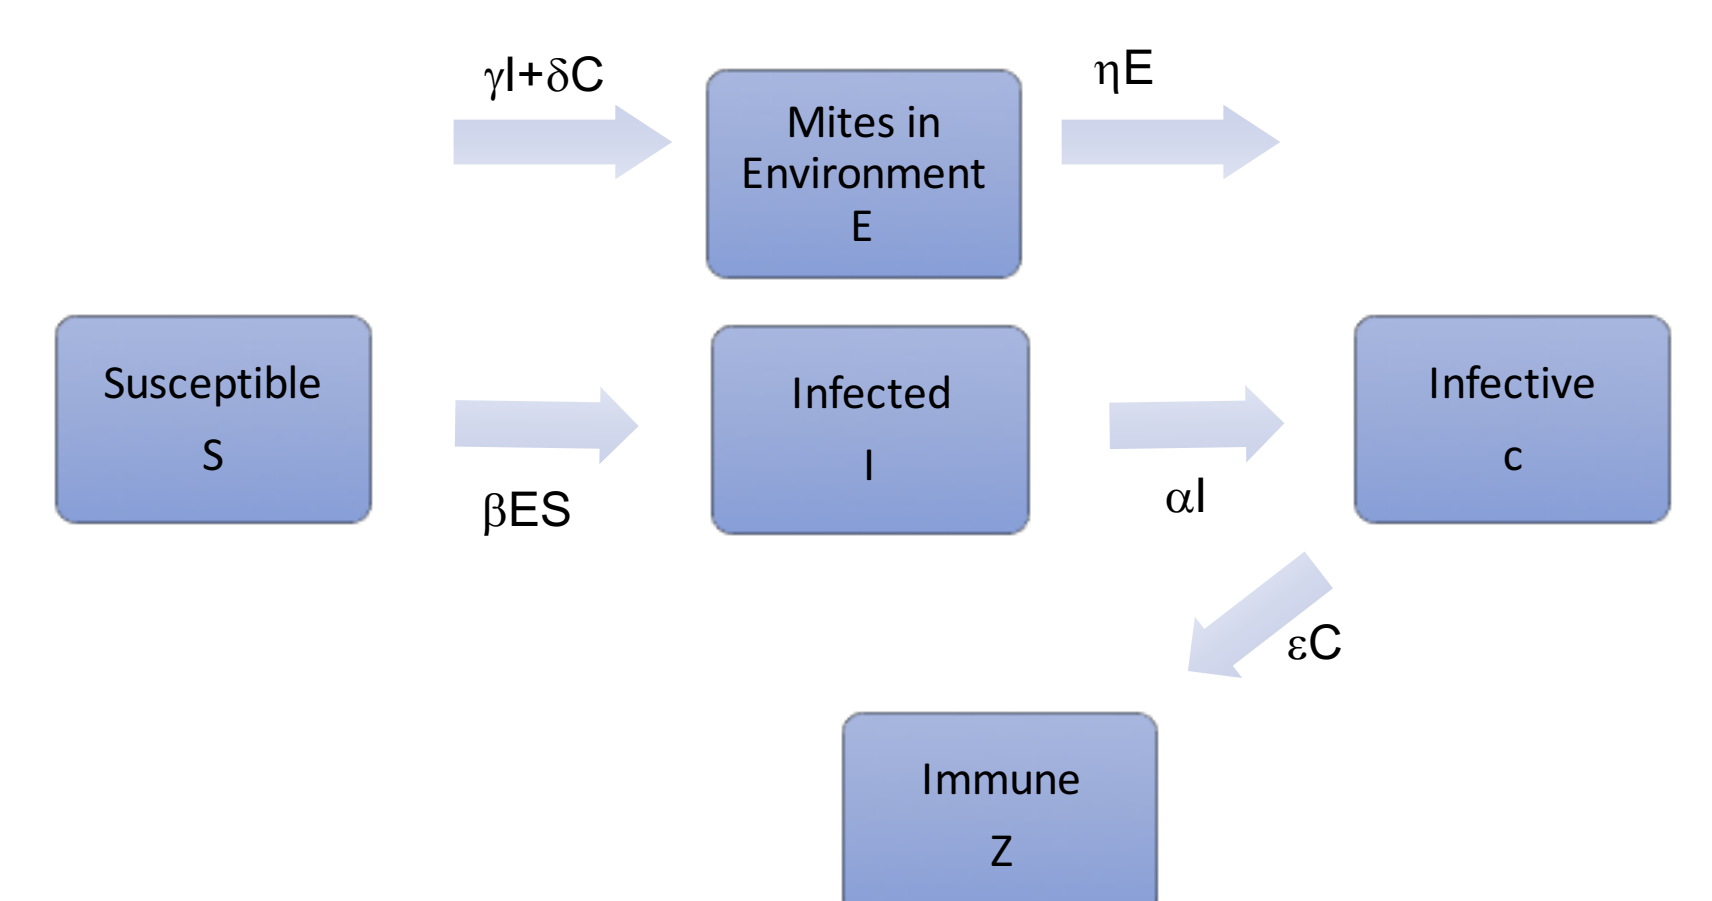 γI+δC
Mites in
Environment
E
ηE
Susceptible
S
βES
Infected
I
αI
Infective
c
εC
Immune
Z